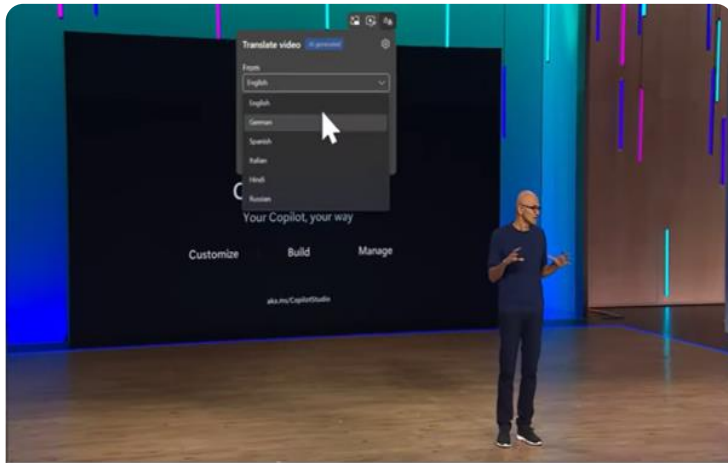 Translate video AI generated
From
English
English
German
Spanish
Italian
Hindi
Russian
C
Your Copilot, your way
Customize Build Manage
aka.ms/CopilotStudio